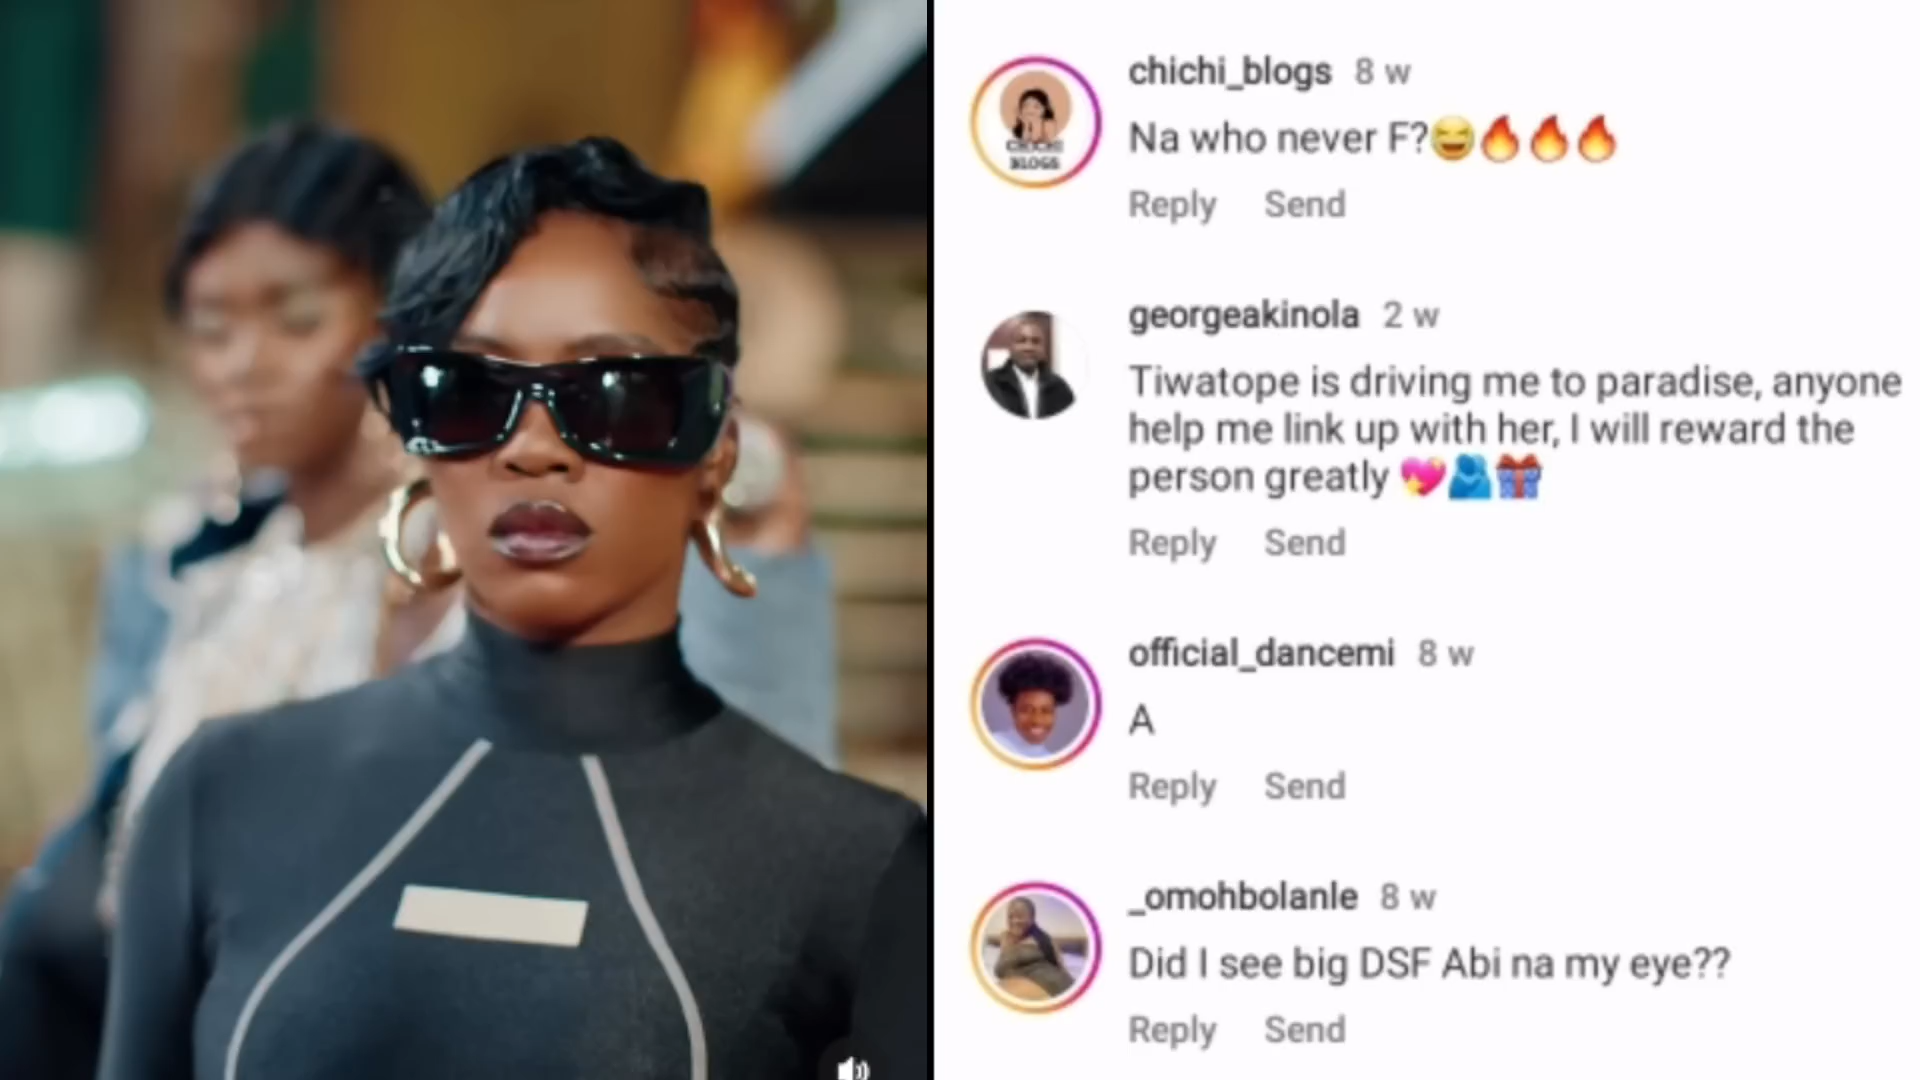 chichi_blogs 8 w
Na who never F?😆🔥🔥🔥
Reply Send
CHICHI
BLOGS
georgeakinola 2 w
Tiwatope is driving me to paradise, anyone
help me link up with her, I will reward the
person greatly 💖🫂🎁
Reply Send
official_dancemi 8 w
A
Reply Send
_omohbolanle 8 w
Did I see big DSF Abi na my eye??
Reply Send